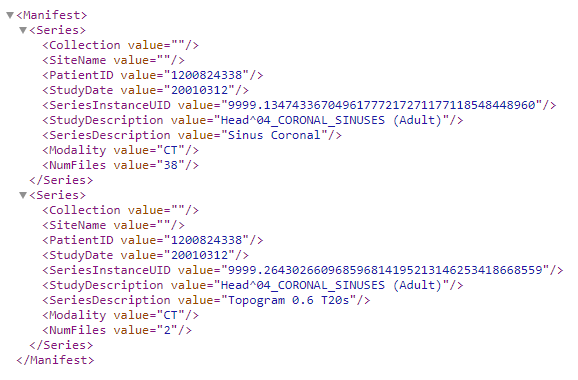 <Manifest>
<Series>
<Collection value=""/>
<SiteName value=""/>
<PatientID value="1200824338"/>
<StudyDate value="20010312"/>
<SeriesInstanceUID value="9999.134743367049617772172711771185484489​60"/>
<StudyDescription value="Head^04_CORONAL_SINUSES (Adult)"/>
<SeriesDescription value="Sinus Coronal"/>
<Modality value="CT"/>
<NumFiles value="38"/>
</Series>
<Series>
<Collection value=""/>
<SiteName value=""/>
<PatientID value="1200824338"/>
<StudyDate value="20010312"/>
<SeriesInstanceUID value="9999.264302660968596814195213146253418668559"/>
<StudyDescription value="Head^04_CORONAL_SINUSES (Adult)"/>
<SeriesDescription value="Topogram 0.6 T20s"/>
<Modality value="CT"/>
<NumFiles value="2"/>
</Series>
</Manifest>